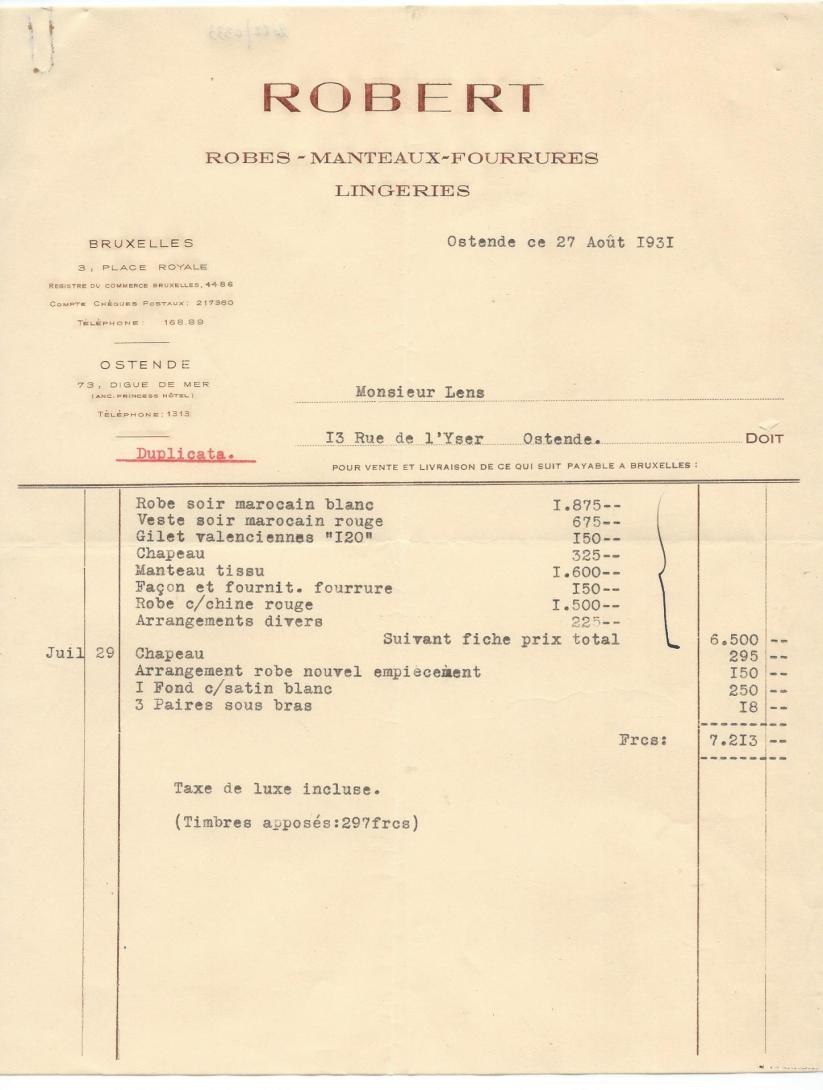 ROBERT
ROBES - MANTEAUX-FOURRURES
LINGERIES
Ostende ce 27 Août I93I
BRUXELLES
3, PLACE ROYALE
REGISTRE DU COMMERCE BRUXELLES, 4486
COMPTE CHÈQUES POSTAUX: 217360
TÉLÉPHONE: 168.89
OSTENDE
73, DIGUE DE MER
(ANC. PRINCESS HÔTEL)
TÉLÉPHONE: 1313
Duplicata.
Monsieur Lens
I3 Rue de l'Yser Ostende. DOIT
POUR VENTE ET LIVRAISON DE CE QUI SUIT PAYABLE A BRUXELLES :
Robe soir marocain blanc I.875--
Veste soir marocain rouge 675--
Gilet valenciennes "I20" I50--
Chapeau 325--
Manteau tissu I.600--
Façon et fournit. fourrure I50--
Robe c/chine rouge I.500--
Arrangements divers 225--
Suivant fiche prix total 6.500 --
Juil 29 Chapeau 295 --
Arrangement robe nouvel empiècement I50 --
I Fond c/satin blanc 250 --
3 Paires sous bras I8 --
Frcs: 7.2I3 --
Taxe de luxe incluse.
(Timbres apposés:297frcs)